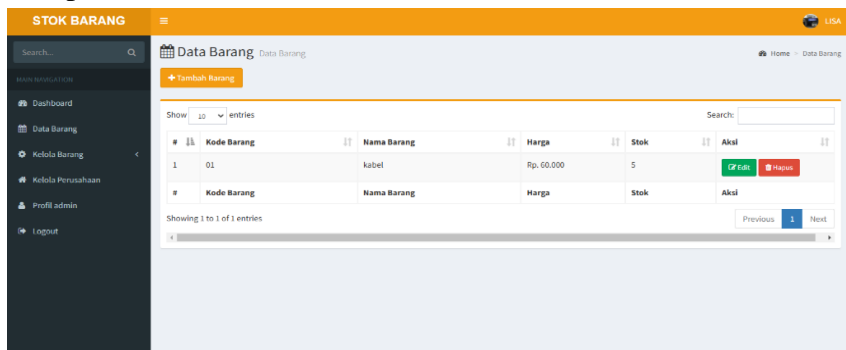 STOK BARANG
LISA
Search...
MAIN NAVIGATION
Dashboard
Data Barang
Kelola Barang
Kelola Perusahaan
Profil admin
Logout
Data Barang Data Barang
Home > Data Barang
+ Tambah Barang
Show 10 entries
Search:
# Kode Barang Nama Barang Harga Stok Aksi
1 01 kabel Rp. 60.000 5 Edit Hapus
# Kode Barang Nama Barang Harga Stok Aksi
Showing 1 to 1 of 1 entries
Previous 1 Next